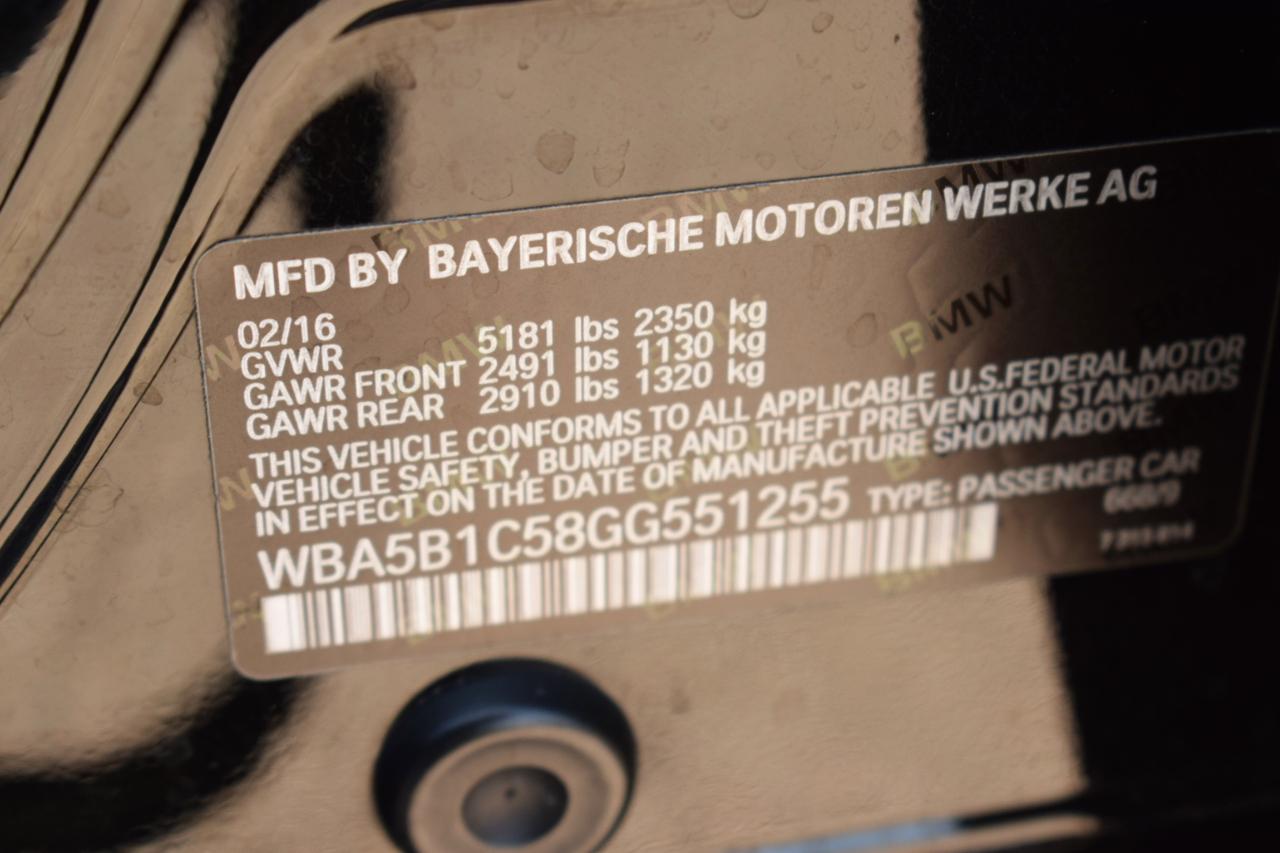 MFD BY BAYERISCHE MOTOREN WERKE AG
02/16
GVWR 5181 lbs 2350 kg
GAWR FRONT 2491 lbs 1130 kg
GAWR REAR 2910 lbs 1320 kg
THIS VEHICLE CONFORMS TO ALL APPLICABLE U.S.FEDERAL MOTOR
VEHICLE SAFETY, BUMPER AND THEFT PREVENTION STANDARDS
IN EFFECT ON THE DATE OF MANUFACTURE SHOWN ABOVE.
WBA5B1C58GG551255 TYPE: PASSENGER CAR
BMW